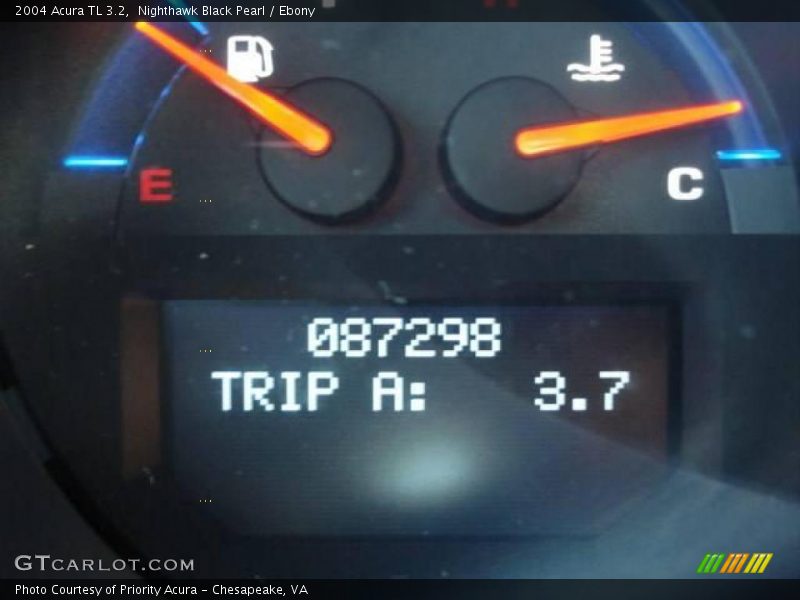 2004 Acura TL 3.2,  Nighthawk Black Pearl / Ebony
E
C
087298
TRIP A: 3.7
GTCARLOT.COM
Photo Courtesy of Priority Acura – Chesapeake, VA